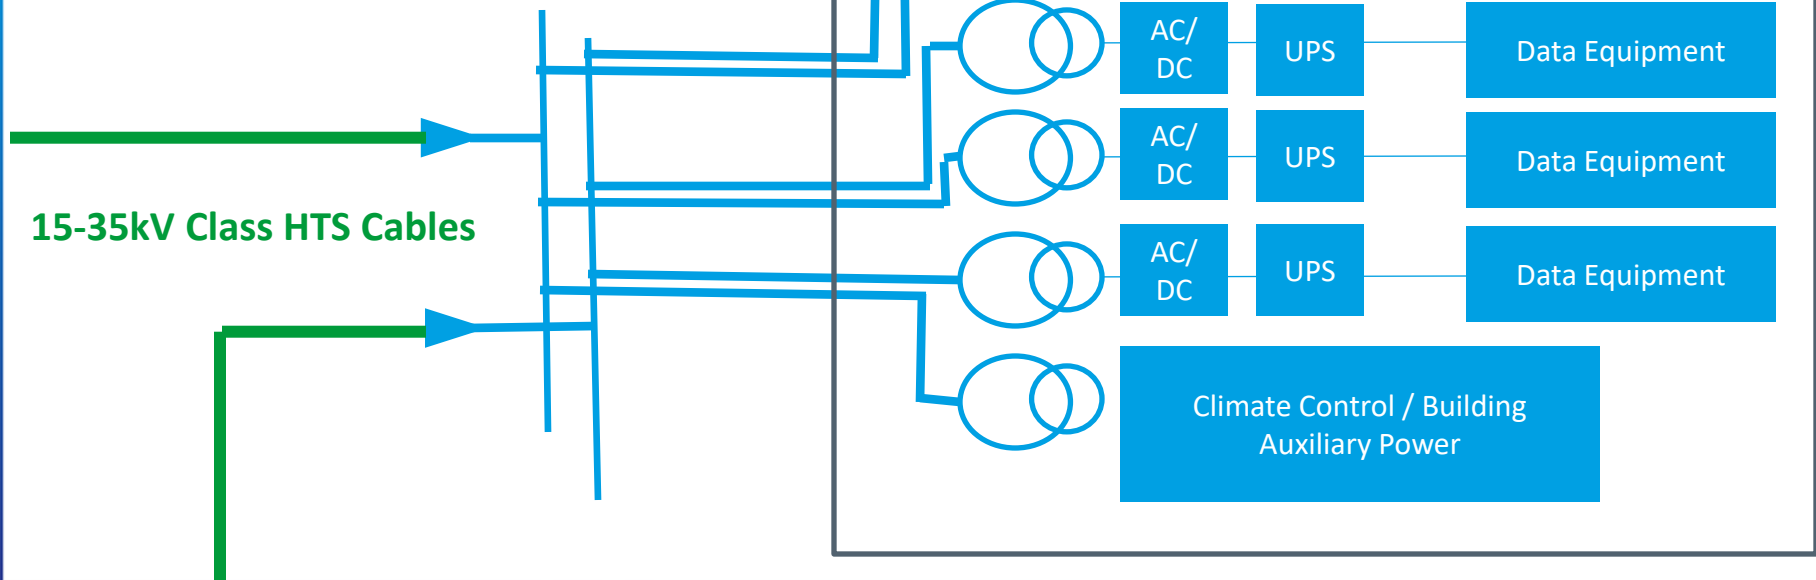 AC/
DC
UPS
Data Equipment
AC/
DC
UPS
Data Equipment
15-35kV Class HTS Cables
AC/
DC
UPS
Data Equipment
Climate Control / Building
Auxiliary Power